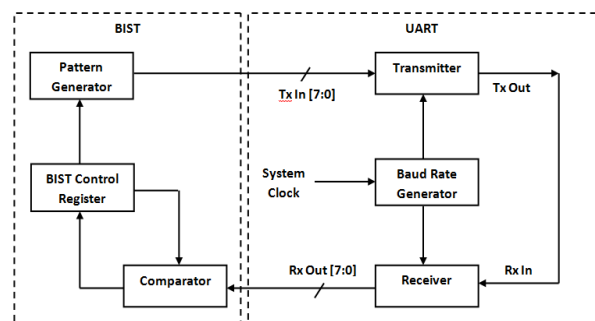 BIST
UART
Pattern
Generator
Tx In [7:0]
Transmitter
Tx Out
BIST Control
Register
System
Clock
Baud Rate
Generator
Comparator
Rx Out [7:0]
Receiver
Rx In